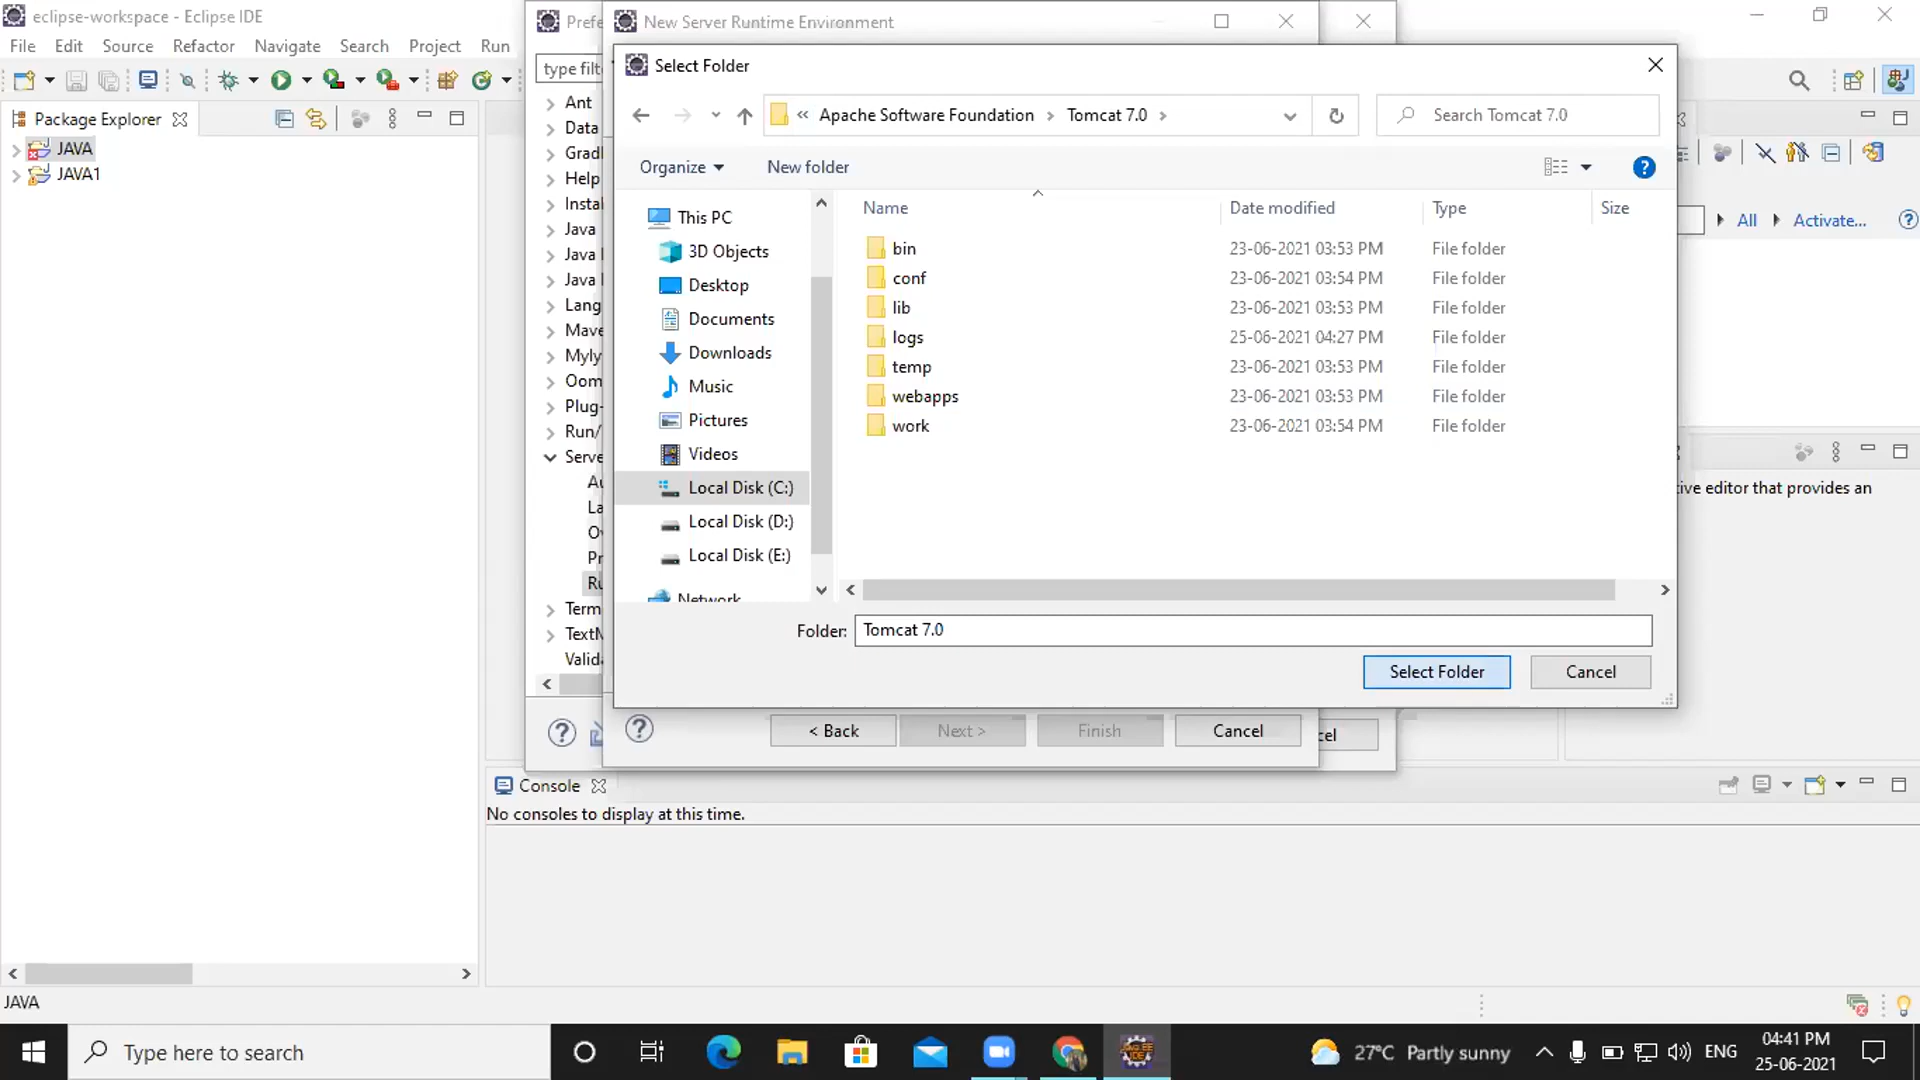 eclipse-workspace - Eclipse IDE
File Edit Source Refactor Navigate Search Project Run
Package Explorer
JAVA
JAVA1
JAVA
type filt
Ant
Data
Gradl
Help
Instal
Java
Java
Java
Lang
Mave
Myly
Oom
Plug-
Run/
Serve
Au
La
Ov
Pr
Ru
Term
TextM
Valida
New Server Runtime Environment
< Back Next > Finish Cancel
cel
Select Folder
« Apache Software Foundation > Tomcat 7.0 >
Search Tomcat 7.0
Organize New folder
This PC
3D Objects
Desktop
Documents
Downloads
Music
Pictures
Videos
Local Disk (C:)
Local Disk (D:)
Local Disk (E:)
Network
Name Date modified Type Size
bin 23-06-2021 03:53 PM File folder
conf 23-06-2021 03:54 PM File folder
lib 23-06-2021 03:53 PM File folder
logs 25-06-2021 04:27 PM File folder
temp 23-06-2021 03:53 PM File folder
webapps 23-06-2021 03:53 PM File folder
work 23-06-2021 03:54 PM File folder
Folder: Tomcat 7.0
Select Folder Cancel
All Activate...
ive editor that provides an
Console
No consoles to display at this time.
Type here to search
27°C Partly sunny
ENG
04:41 PM
25-06-2021